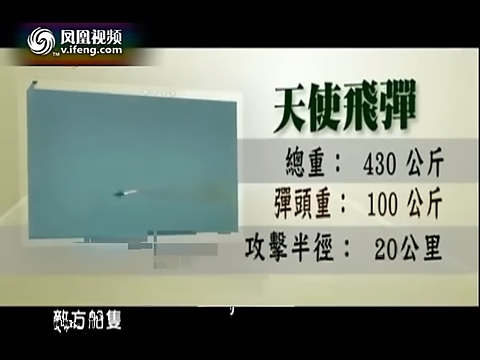 凤凰视频
v.ifeng.com
天使飛彈
總重： 430 公斤
彈頭重： 100 公斤
攻擊半徑： 20公里
敵方船隻